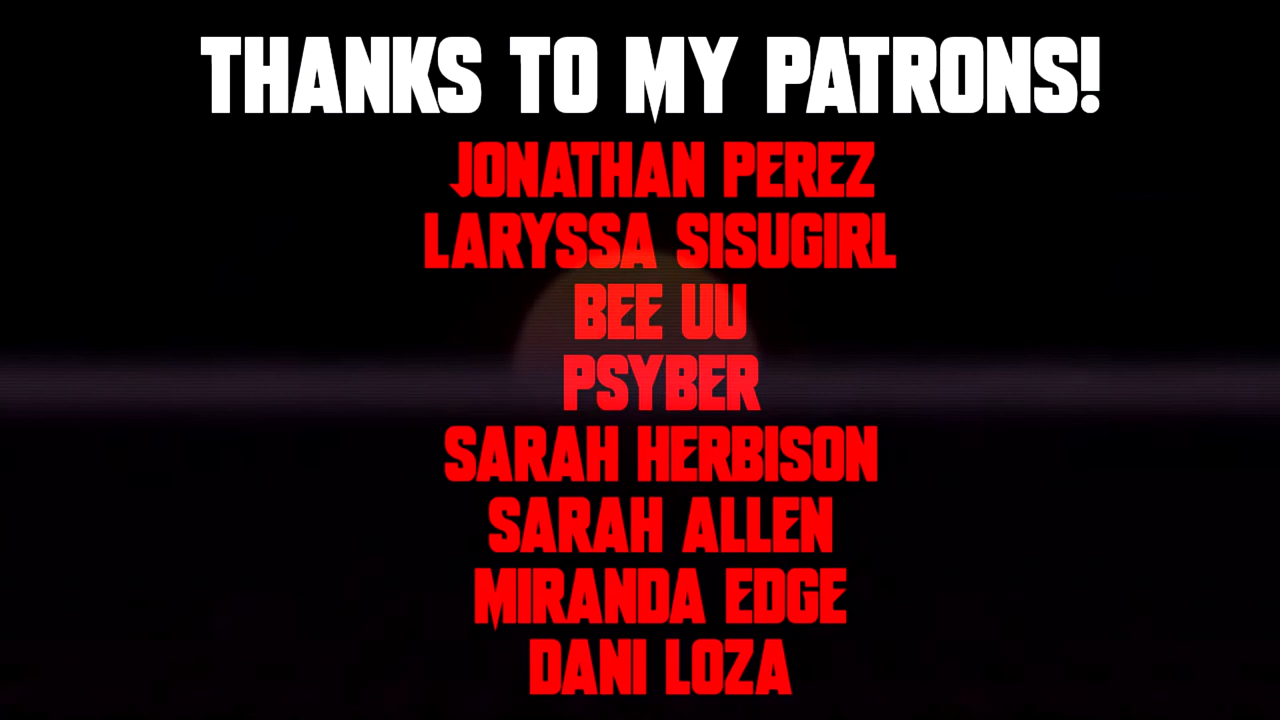 THANKS TO MY PATRONS!
JONATHAN PEREZ
LARYSSA SISUGIRL
BEE UU
PSYBER
SARAH HERBISON
SARAH ALLEN
MIRANDA EDGE
DANI LOZA